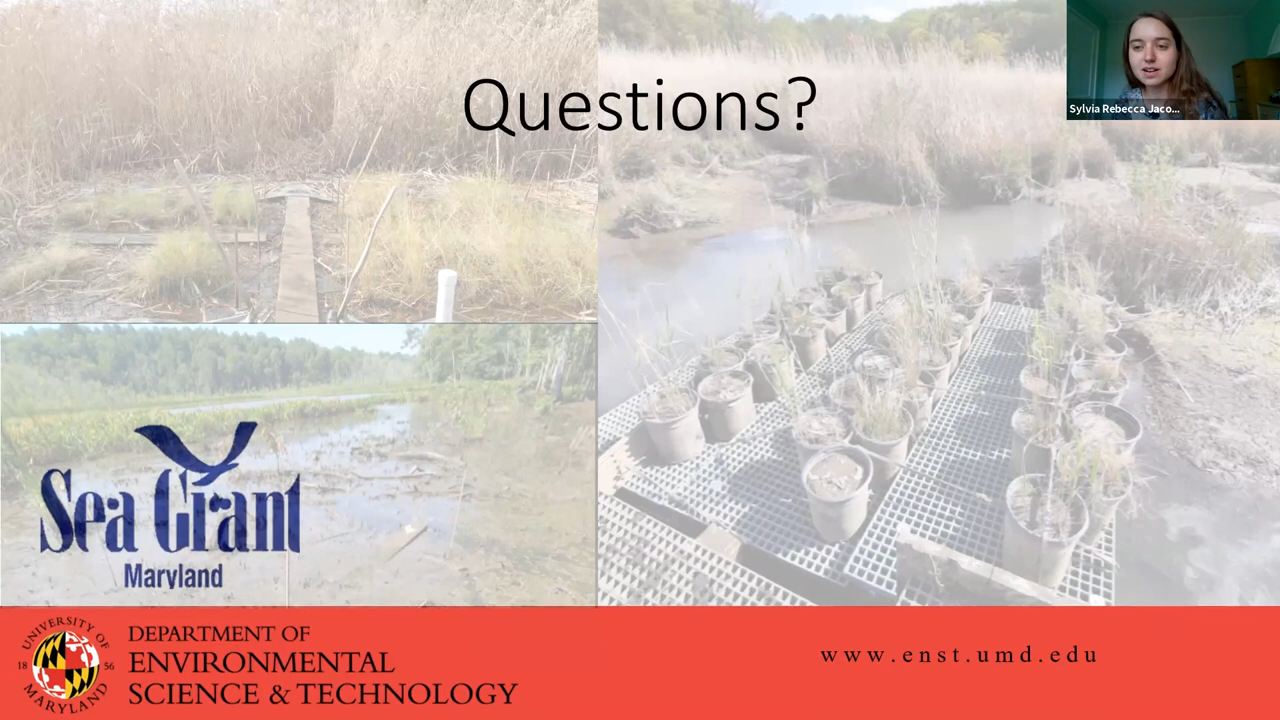 Questions?
Sylvia Rebecca Jaco...
Sea Grant
Maryland
UNIVERSITY OF
18 56
MARYLAND
DEPARTMENT OF
ENVIRONMENTAL
SCIENCE & TECHNOLOGY
www.enst.umd.edu